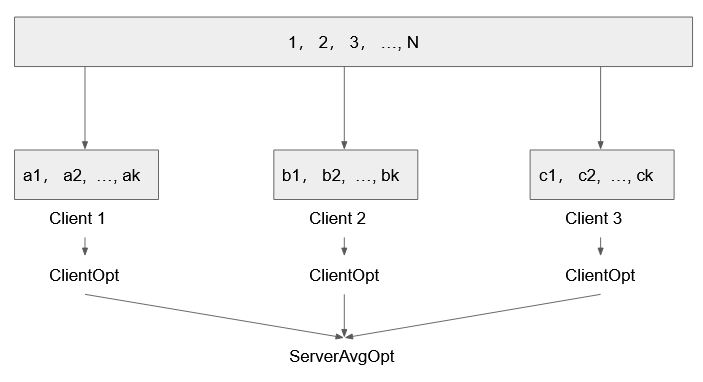 1, 2, 3, ..., N
a1, a2, ..., ak
b1, b2, ..., bk
c1, c2, ..., ck
Client 1
Client 2
Client 3
ClientOpt
ClientOpt
ClientOpt
ServerAvgOpt